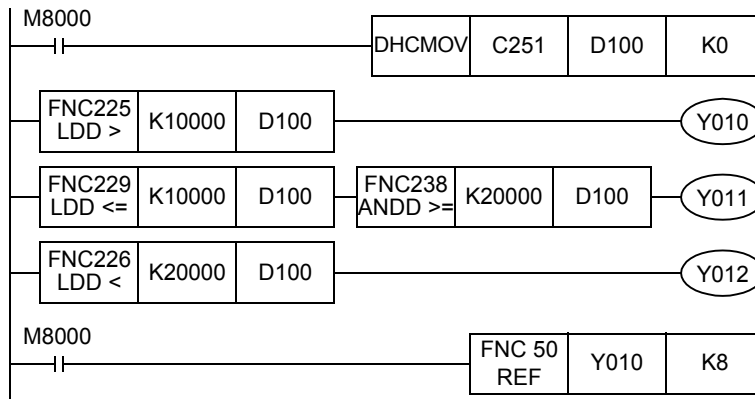 M8000
DHCMOV C251 D100 K0
FNC225 LDD > K10000 D100 Y010
FNC229 LDD <= K10000 D100 FNC238 ANDD >= K20000 D100 Y011
FNC226 LDD < K20000 D100 Y012
M8000
FNC 50 REF Y010 K8